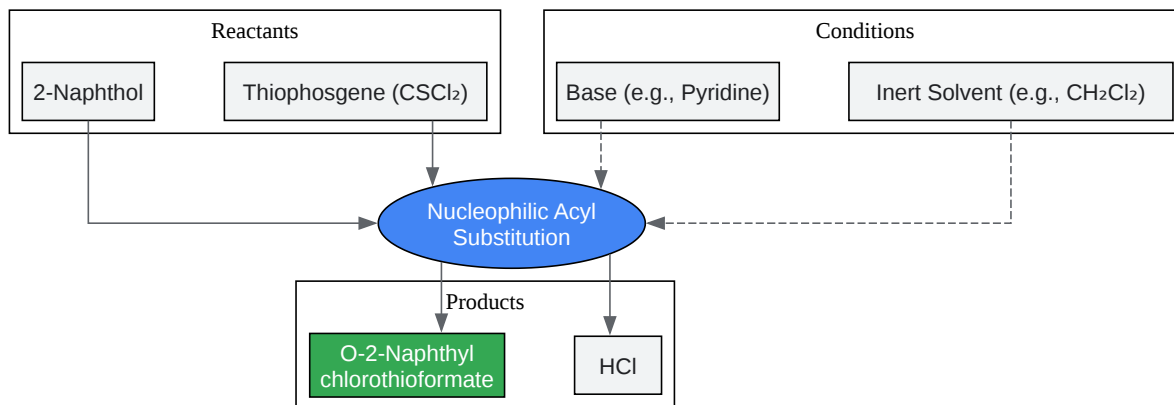 Reactants
Conditions
2-Naphthol
Thiophosgene (CSCl₂)
Base (e.g., Pyridine)
Inert Solvent (e.g., CH₂Cl₂)
Nucleophilic Acyl
Substitution
Products
O-2-Naphthyl
chlorothioformate
HCl